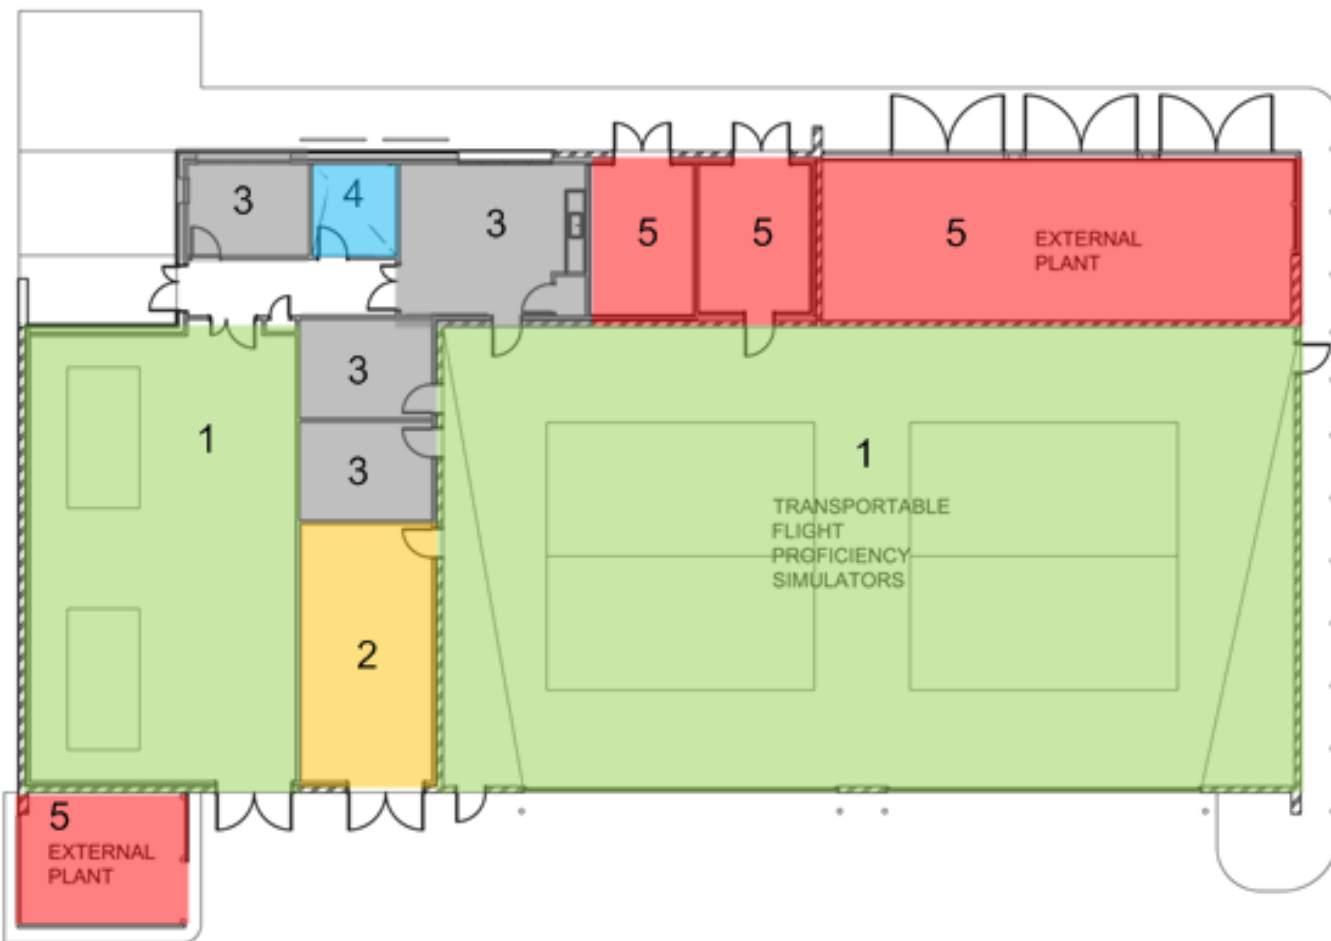 3
4
3
5
5
5
EXTERNAL
PLANT
3
1
3
1
TRANSPORTABLE
FLIGHT
PROFICIENCY
SIMULATORS
2
5
EXTERNAL
PLANT